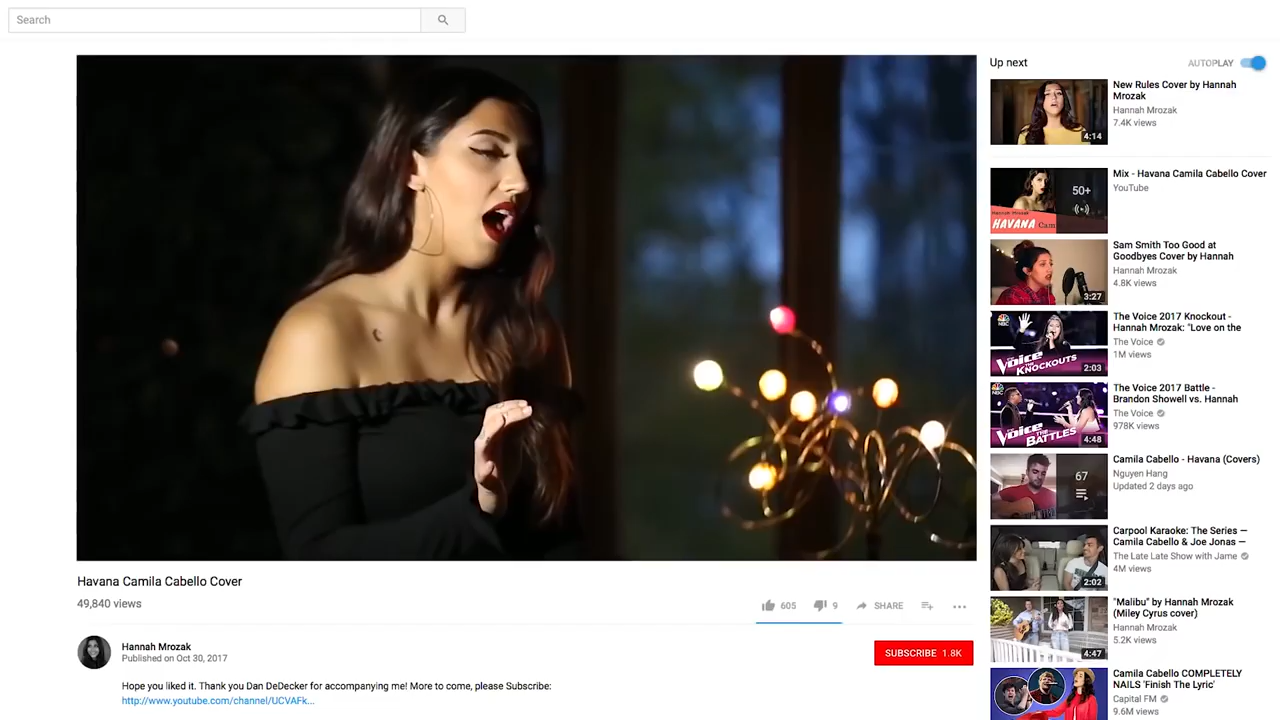 Search
Up next
AUTOPLAY
New Rules Cover by Hannah
Mrozak
Hannah Mrozak
7.4K views
4:14
Mix - Havana Camila Cabello Cover
YouTube
50+
Hannah Mrozak
HAVANA Cam
Sam Smith Too Good at
Goodbyes Cover by Hannah
Hannah Mrozak
4.8K views
3:27
The Voice 2017 Knockout -
Hannah Mrozak: "Love on the
The Voice
1M views
NBC
The Voice
KNOCKOUTS
2:03
The Voice 2017 Battle -
Brandon Showell vs. Hannah
The Voice
978K views
NBC
The Voice
THE BATTLES
4:48
Camila Cabello - Havana (Covers)
Nguyen Hang
Updated 2 days ago
67
Carpool Karaoke: The Series —
Camila Cabello & Joe Jonas —
The Late Late Show with Jame
4M views
2:02
"Malibu" by Hannah Mrozak
(Miley Cyrus cover)
Hannah Mrozak
5.2K views
4:47
Camila Cabello COMPLETELY
NAILS 'Finish The Lyric'
Capital FM
9.6M views
Havana Camila Cabello Cover
49,840 views
605
9
SHARE
Hannah Mrozak
Published on Oct 30, 2017
SUBSCRIBE 1.8K
Hope you liked it. Thank you Dan DeDecker for accompanying me! More to come, please Subscribe:
http://www.youtube.com/channel/UCVAFk...